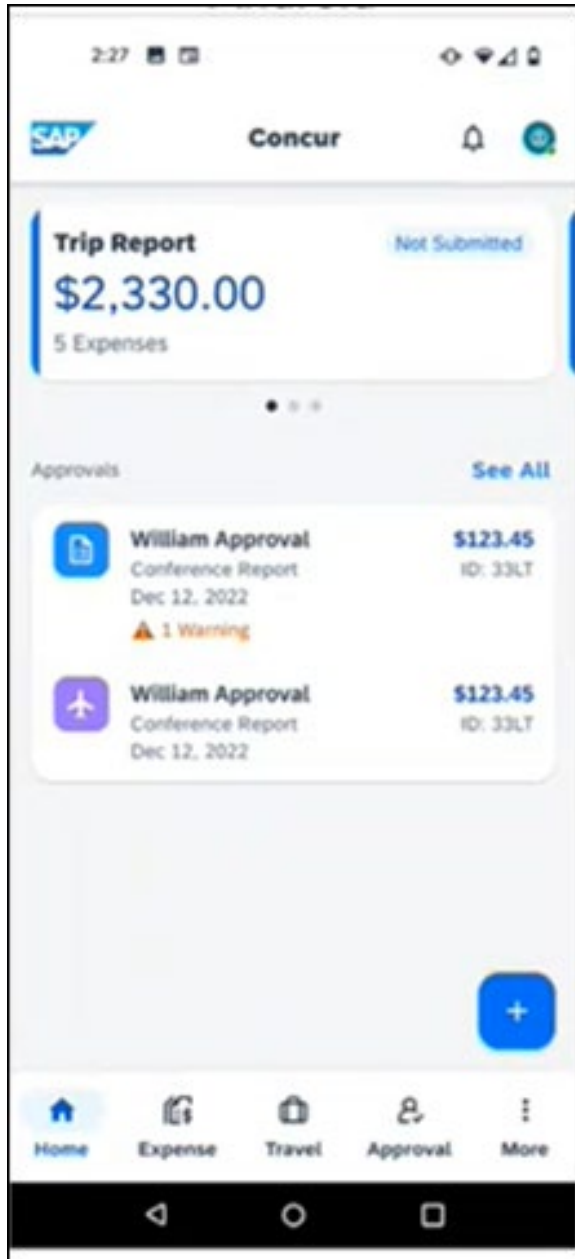 2:27
SAP
Concur
Trip Report
Not Submitted
$2,330.00
5 Expenses
Approvals
See All
William Approval
$123.45
Conference Report
ID: 33LT
Dec 12, 2022
1 Warning
William Approval
$123.45
Conference Report
ID: 33LT
Dec 12, 2022
+
Home
Expense
Travel
Approval
More